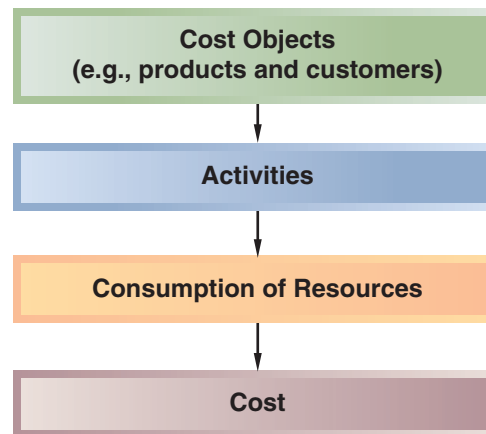 Cost Objects
(e.g., products and customers)
Activities
Consumption of Resources
Cost